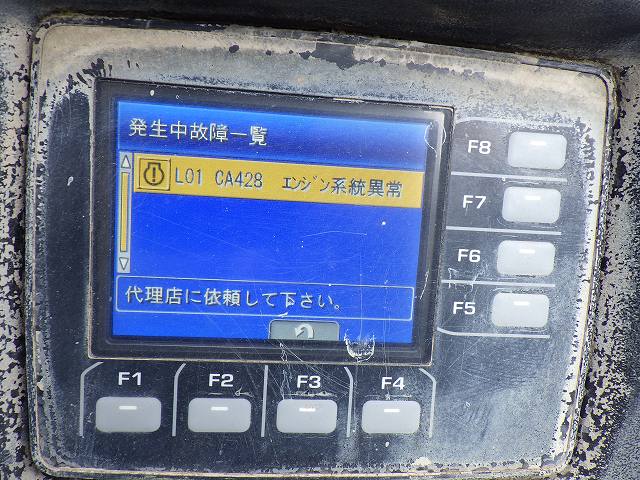 発生中故障一覧
L01 CA428 エンジン系統異常
代理店に依頼して下さい。
F8
F7
F6
F5
F1 F2 F3 F4